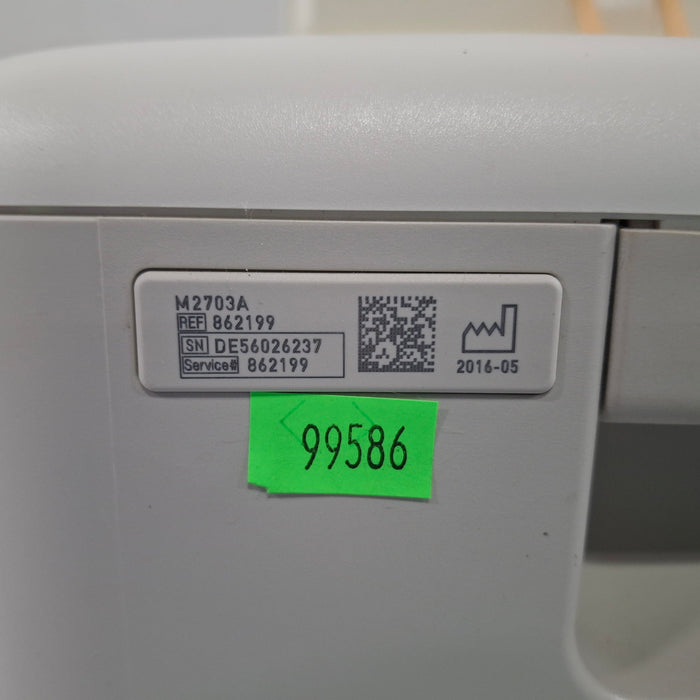 M2703A
REF 862199
SN DE56026237
Service# 862199
2016-05
99586